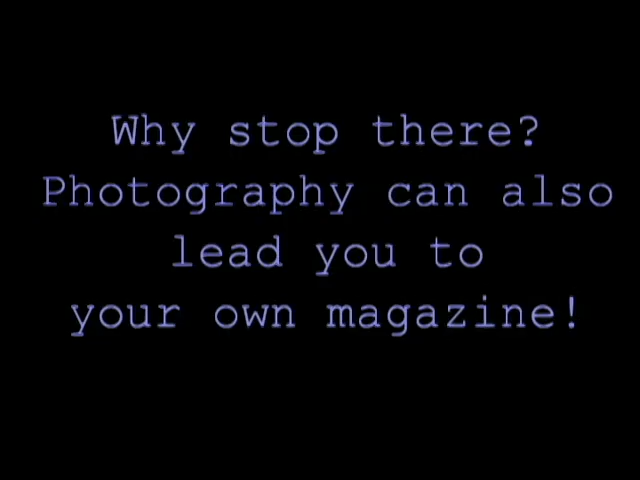 Why stop there?
Photography can also
lead you to
your own magazine!